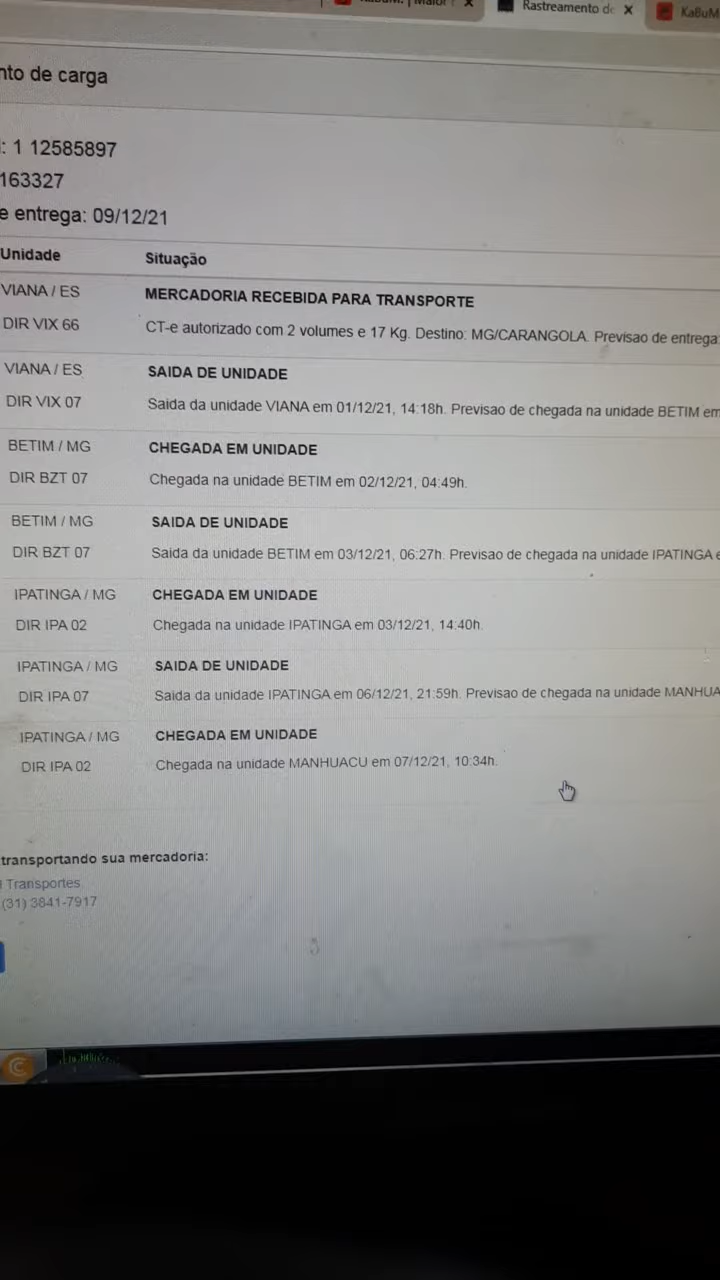 Rastreamento de
KaBuM
nto de carga
: 1 12585897
163327
e entrega: 09/12/21
Unidade Situação
VIANA / ES MERCADORIA RECEBIDA PARA TRANSPORTE
DIR VIX 66 CT-e autorizado com 2 volumes e 17 Kg. Destino: MG/CARANGOLA. Previsao de entrega:
VIANA / ES SAIDA DE UNIDADE
DIR VIX 07 Saida da unidade VIANA em 01/12/21, 14:18h. Previsao de chegada na unidade BETIM em
BETIM / MG CHEGADA EM UNIDADE
DIR BZT 07 Chegada na unidade BETIM em 02/12/21, 04:49h.
BETIM / MG SAIDA DE UNIDADE
DIR BZT 07 Saida da unidade BETIM em 03/12/21, 06:27h. Previsao de chegada na unidade IPATINGA e
IPATINGA / MG CHEGADA EM UNIDADE
DIR IPA 02 Chegada na unidade IPATINGA em 03/12/21, 14:40h.
IPATINGA / MG SAIDA DE UNIDADE
DIR IPA 07 Saida da unidade IPATINGA em 06/12/21, 21:59h. Previsao de chegada na unidade MANHUA
IPATINGA / MG CHEGADA EM UNIDADE
DIR IPA 02 Chegada na unidade MANHUACU em 07/12/21, 10:34h.
transportando sua mercadoria:
Transportes
(31) 3841-7917